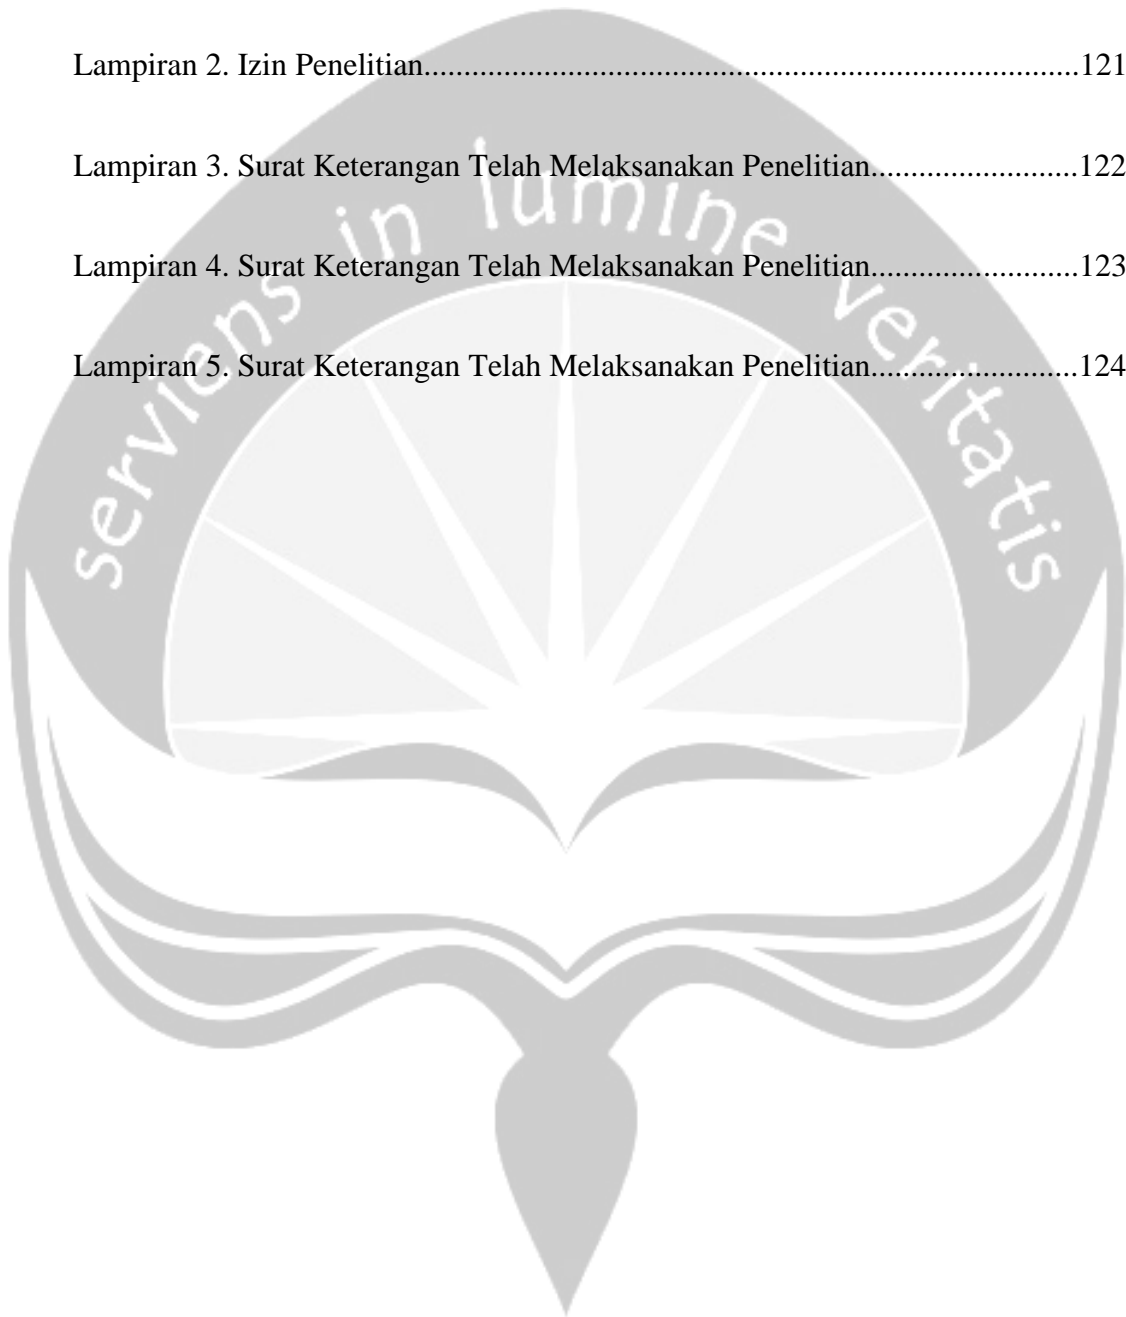 Lampiran 2. Izin Penelitian.................................................................................121
Lampiran 3. Surat Keterangan Telah Melaksanakan Penelitian.........................122
Lampiran 4. Surat Keterangan Telah Melaksanakan Penelitian.........................123
Lampiran 5. Surat Keterangan Telah Melaksanakan Penelitian.........................124
serviens in lumine veritatis